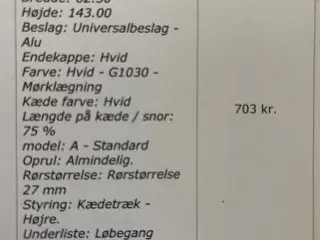 Højde: 143.00
Beslag: Universalbeslag -
Alu
Endekappe: Hvid
Farve: Hvid - G1030 -
Mørklægning
Kæde farve: Hvid
Længde på kæde / snor:
75 %
model: A - Standard
Oprul: Almindelig.
Rørstørrelse: Rørstørrelse
27 mm
Styring: Kædetræk -
Højre.
Underliste: Løbegang
703 kr.